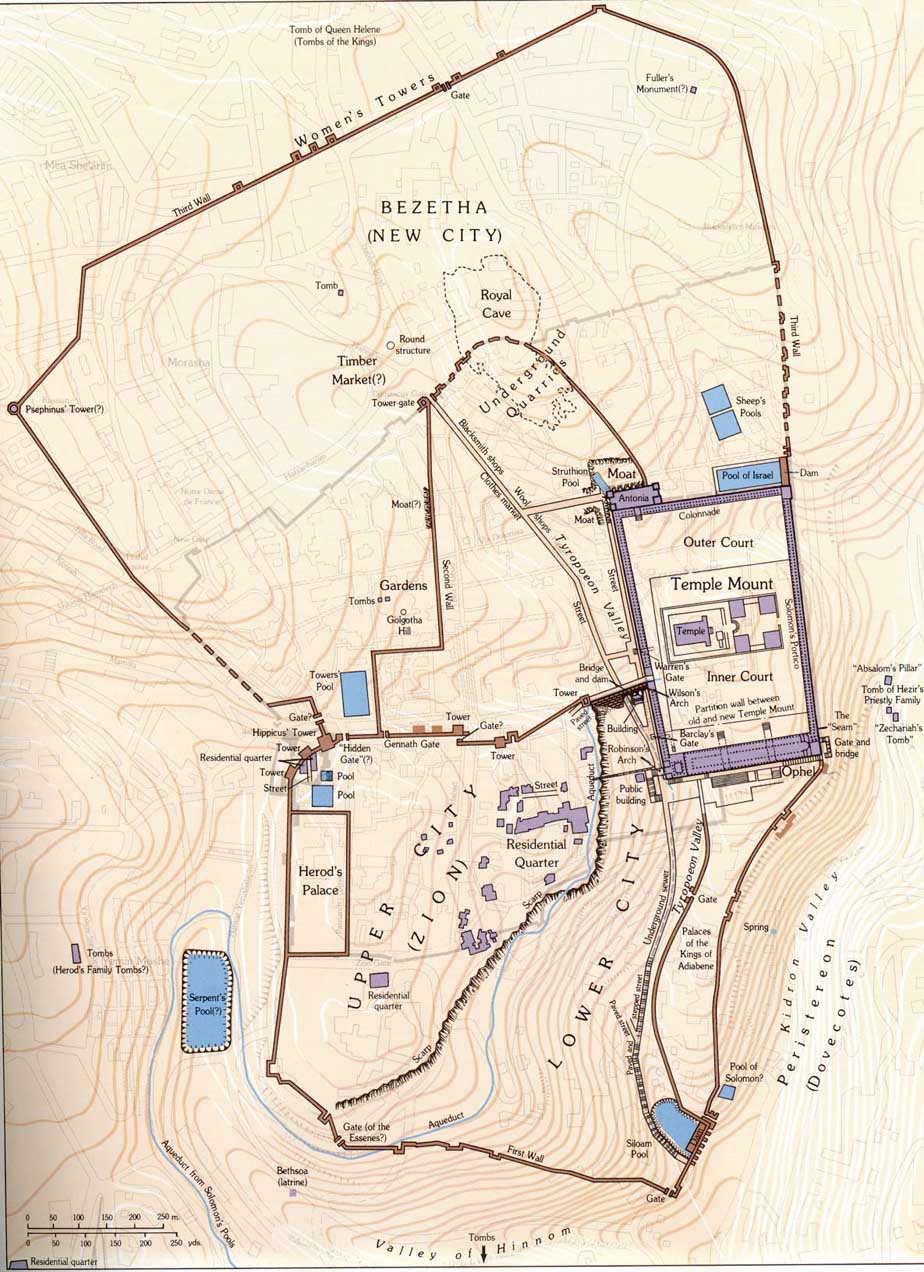 Tomb of Queen Helene
(Tombs of the Kings)
Fuller's
Monument(?)
Women's Towers
Gate
Third Wall
Mea She'arim
BEZETHA
(NEW CITY)
Tomb
Royal
Cave
Round
structure
Timber
Market(?)
Underground
Quarries
Third Wall
Morasha
Psephinus' Tower(?)
Tower-gate
Sheep's
Pools
Blacksmith shops
Struthion
Pool
Moat
Pool of Israel
Dam
Notre Dame
de France
Moat(?)
Clothes market
Wool
shops
Antonia
Moat
Colonnade
Outer Court
Tyropoeon Valley
Street
Street
Temple Mount
Second Wall
Gardens
Tombs
Golgotha
Hill
Temple
Solomon's Portico
Mamilla
Towers'
Pool
Bridge
and dam
Warren's
Gate
Inner Court
"Absalom's Pillar"
Tomb of Hezir's
Priestly Family
"Zechariah's
Tomb"
Tower
Wilson's
Arch
Partition wall between
old and new Temple Mount
Gate?
Hippicus' Tower
Tower
Gate?
Paved
street
Building
Barclay's
Gate
The
"Seam"
Gate and
bridge
Residential quarter
Tower
"Hidden
Gate"(?)
Gennath Gate
Tower
Robinson's
Arch
Tower
Street
Pool
Pool
Street
Aqueduct
Public
building
Ophel
Herod's
Palace
UPPER CITY
(ZION)
Residential
Quarter
Scarp
LOWER CITY
Underground sewer
Tyropoeon Valley
Gate
Palaces
of the
Kings of
Adiabene
Spring
Kidron Valley
Peristereon
(Dovecotes)
Tombs
(Herod's Family Tombs?)
Yemin Moshe
Serpent's
Pool(?)
Residential
quarter
Scarp
Paved street
Paved and
stepped street
Pool of
Solomon?
Gate (of the
Essenes?)
Aqueduct
First Wall
Siloam
Pool
Gate
Bethsoa
(latrine)
Aqueduct from Solomon's Pools
Valley of Hinnom
Tombs
0 50 100 150 200 250 m.
0 50 100 150 200 250 yds.
Residential quarter